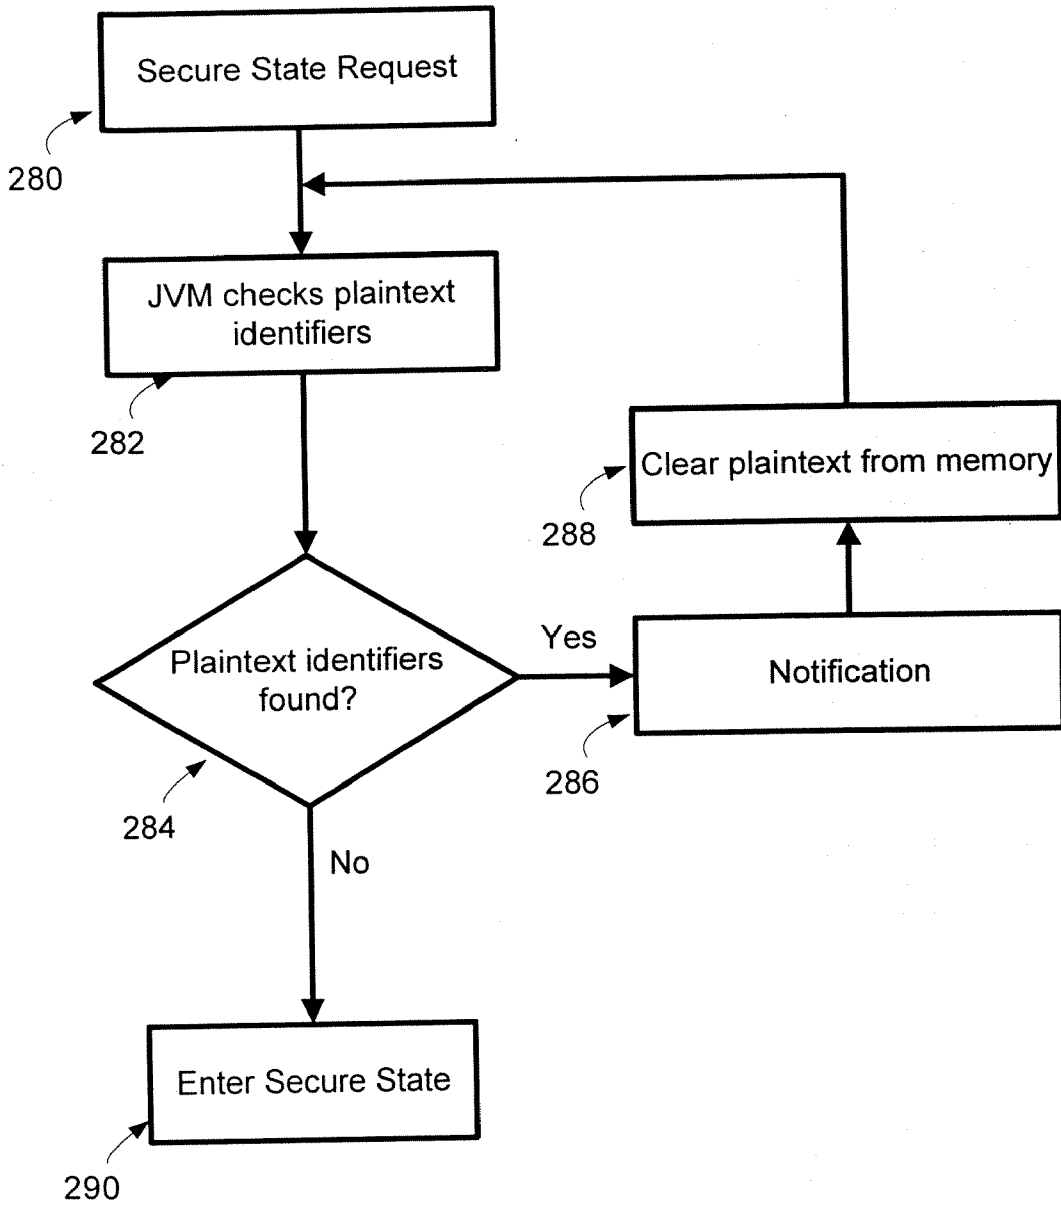 Secure State Request
280
JVM checks plaintext
identifiers
282
Clear plaintext from memory
288
Plaintext identifiers
found?
Yes
Notification
286
284
No
Enter Secure State
290